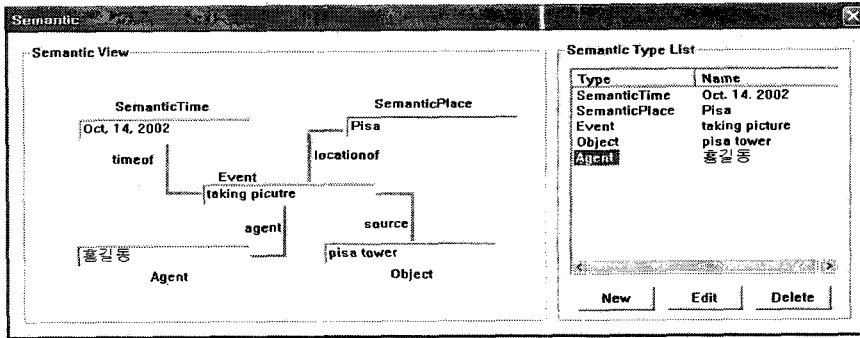 Semantic
Semantic View
SemanticTime
Oct, 14, 2002
SemanticPlace
Pisa
timeof
locationof
Event
taking picutre
agent
source
홍길동
pisa tower
Agent
Object
Semantic Type List
Type Name
SemanticTime Oct. 14. 2002
SemanticPlace Pisa
Event taking picture
Object pisa tower
Agent 홍길동
New Edit Delete